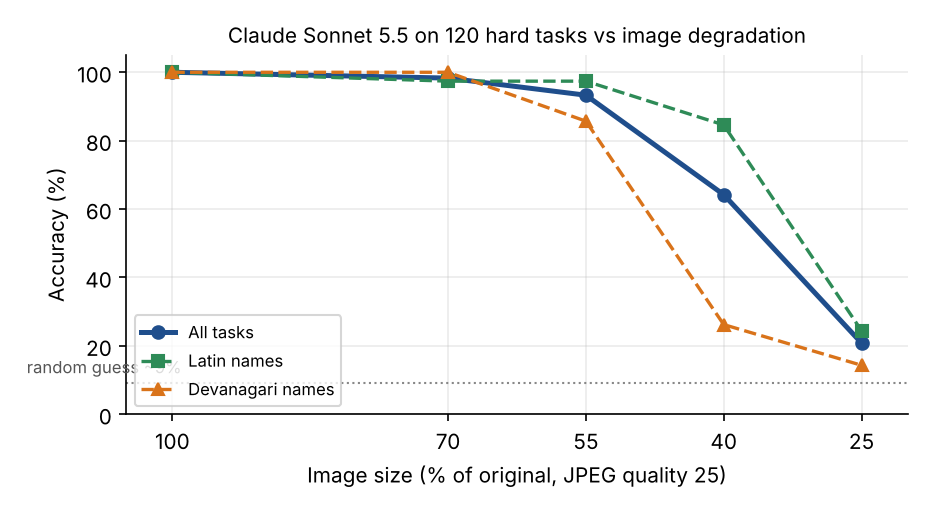 Claude Sonnet 5.5 on 120 hard tasks vs image degradation
Accuracy (%)
100
80
60
40
20
0
All tasks
Latin names
Devanagari names
random guess ~9%
100 70 55 40 25
Image size (% of original, JPEG quality 25)